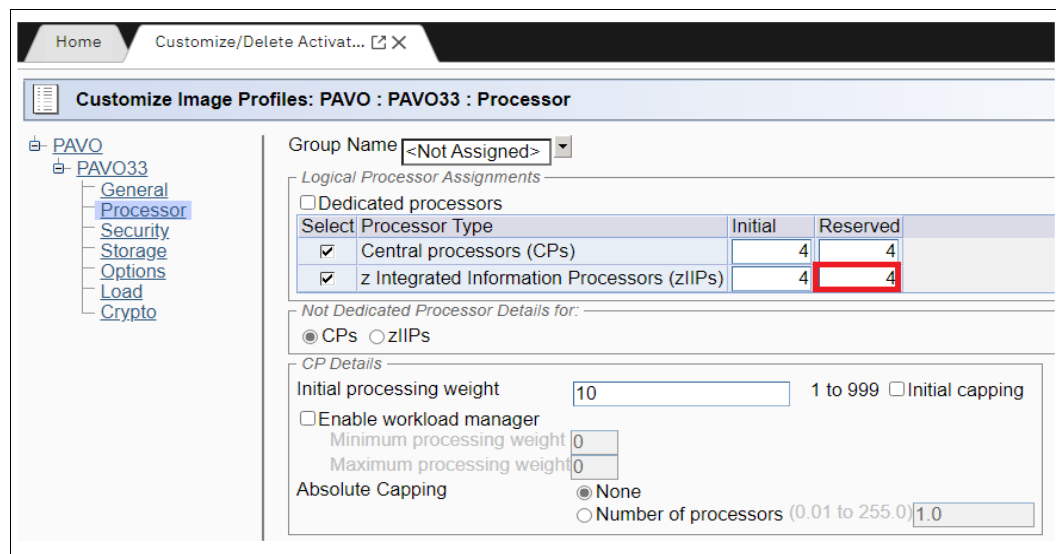 Home Customize/Delete Activat...
Customize Image Profiles: PAVO : PAVO33 : Processor
PAVO
PAVO33
General
Processor
Security
Storage
Options
Load
Crypto
Group Name <Not Assigned>
Logical Processor Assignments
Dedicated processors
Select Processor Type Initial Reserved
Central processors (CPs) 4 4
z Integrated Information Processors (zIIPs) 4 4
Not Dedicated Processor Details for:
CPs zIIPs
CP Details
Initial processing weight 10 1 to 999 Initial capping
Enable workload manager
Minimum processing weight 0
Maximum processing weight 0
Absolute Capping None
Number of processors (0.01 to 255.0) 1.0